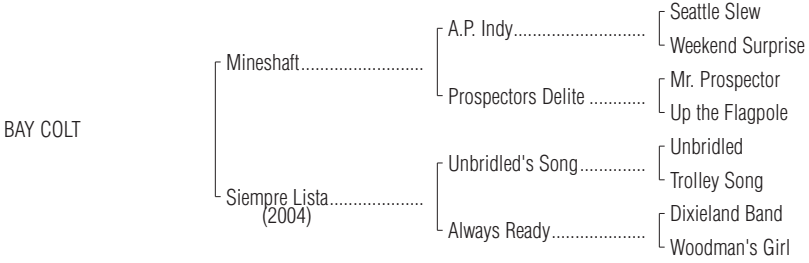 Seattle Slew
A.P. Indy..........................
Weekend Surprise
Mineshaft........................
Mr. Prospector
Prospectors Delite ............
Up the Flagpole
BAY COLT
Unbridled
Unbridled's Song.............
Trolley Song
Siempre Lista...................
(2004)
Dixieland Band
Always Ready...................
Woodman's Girl